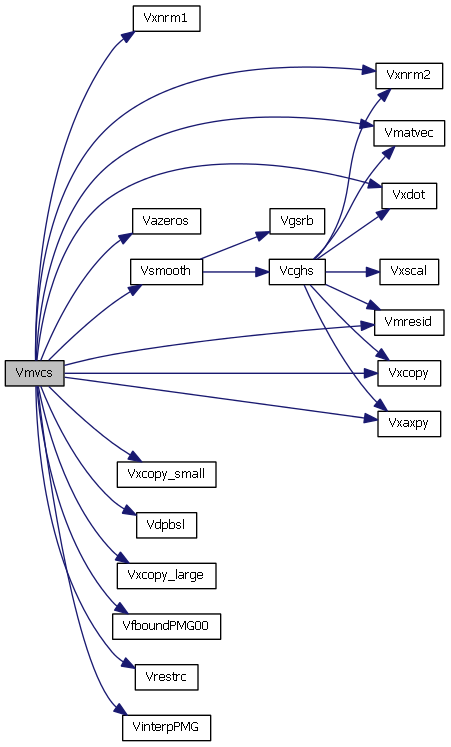 Vxnrm1
Vxnrm2
Vmatvec
Vxdot
Vazeros
Vgsrb
Vsmooth
Vcghs
Vxscal
Vmresid
Vmvcs
Vxcopy
Vxaxpy
Vxcopy_small
Vdpbsl
Vxcopy_large
VfboundPMG00
Vrestrc
VinterpPMG